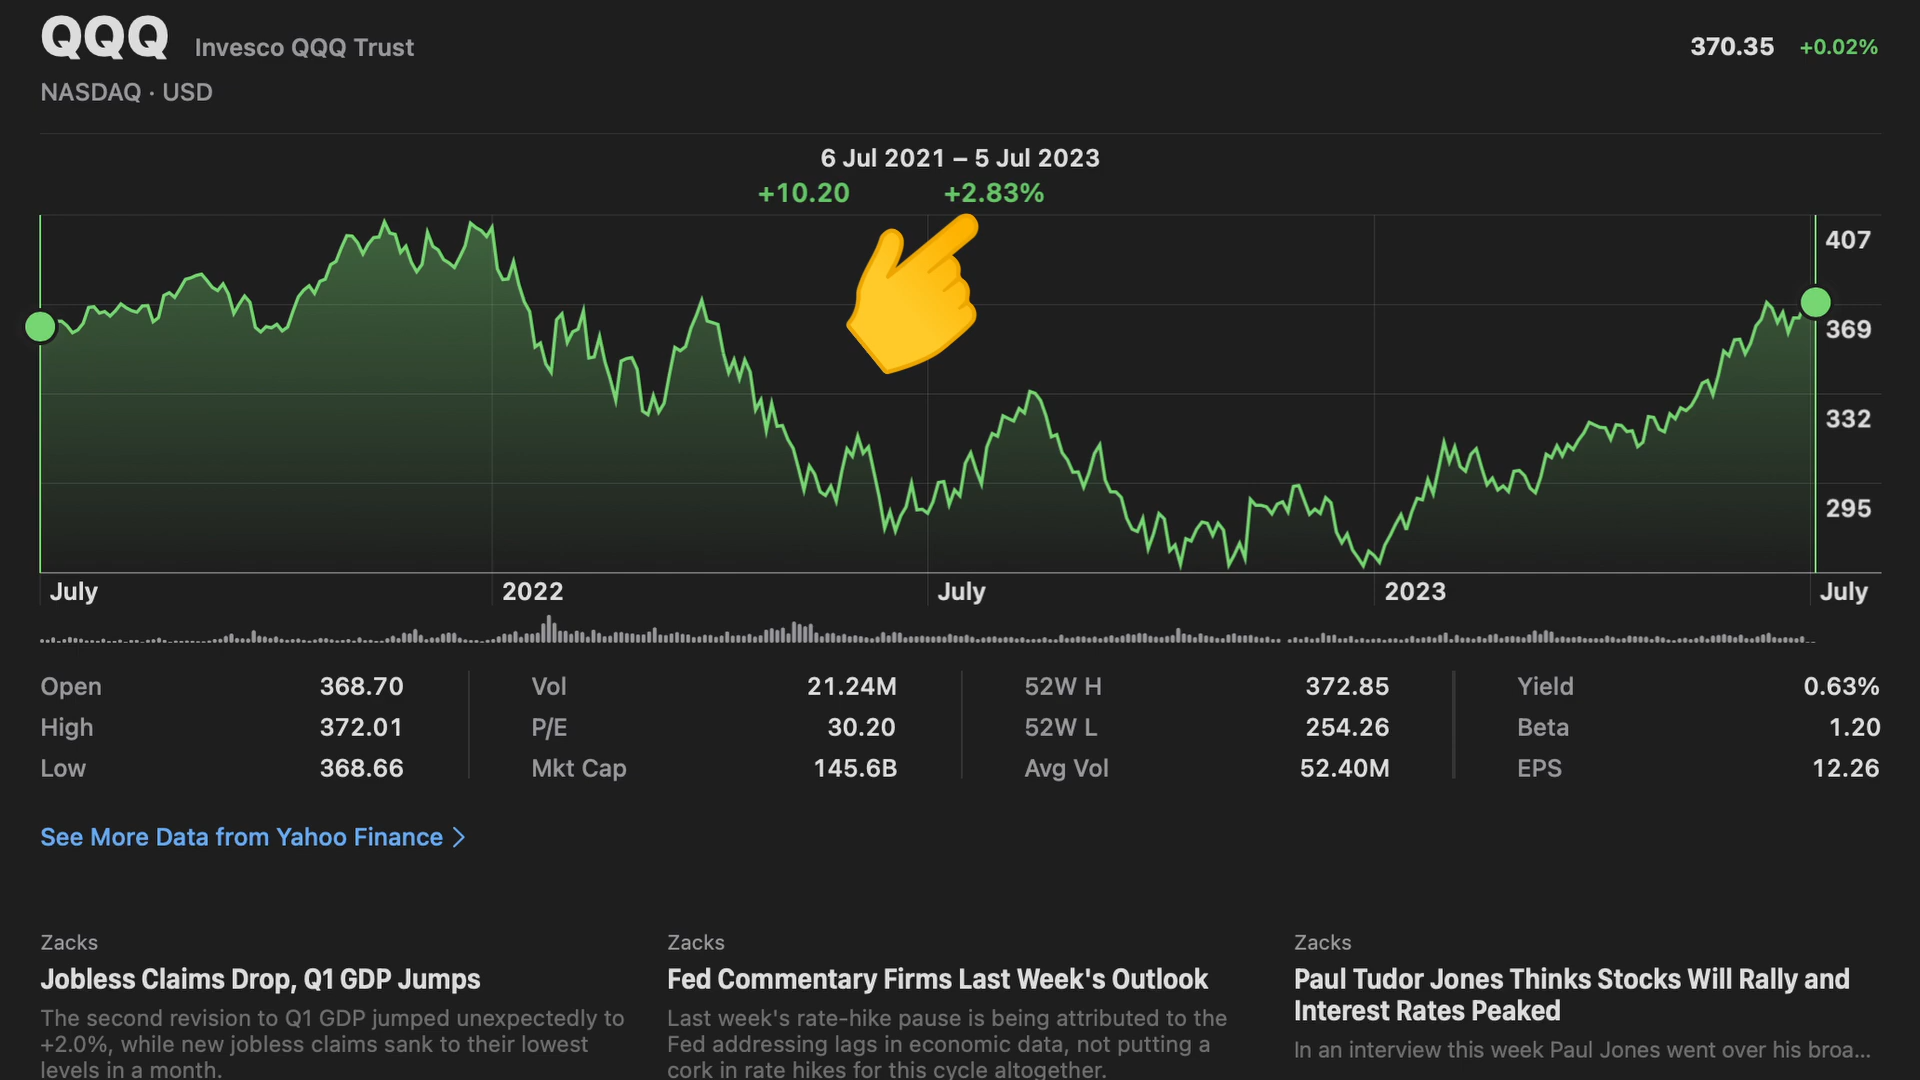 QQQ Invesco QQQ Trust 370.35 +0.02%
NASDAQ · USD
6 Jul 2021 – 5 Jul 2023
+10.20 +2.83%
407
369
332
295
July 2022 July 2023 July
Open 368.70 Vol 21.24M 52W H 372.85 Yield 0.63%
High 372.01 P/E 30.20 52W L 254.26 Beta 1.20
Low 368.66 Mkt Cap 145.6B Avg Vol 52.40M EPS 12.26
See More Data from Yahoo Finance >
Zacks
Jobless Claims Drop, Q1 GDP Jumps
The second revision to Q1 GDP jumped unexpectedly to
+2.0%, while new jobless claims sank to their lowest
levels in a month.
Zacks
Fed Commentary Firms Last Week's Outlook
Last week's rate-hike pause is being attributed to the
Fed addressing lags in economic data, not putting a
cork in rate hikes for this cycle altogether.
Zacks
Paul Tudor Jones Thinks Stocks Will Rally and
Interest Rates Peaked
In an interview this week Paul Jones went over his broa...